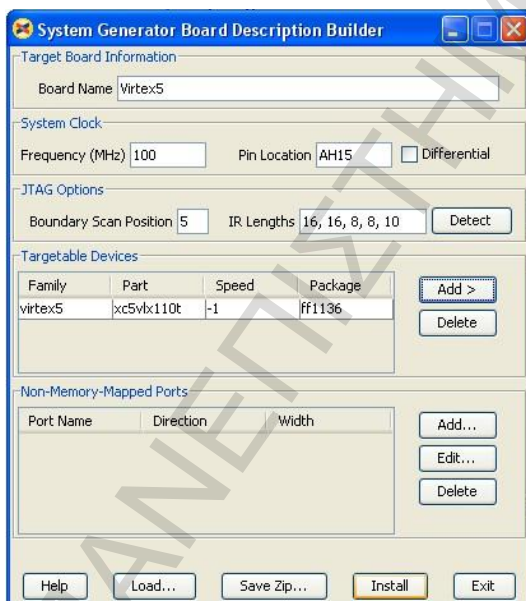 System Generator Board Description Builder
Target Board Information
Board Name Virtex5
System Clock
Frequency (MHz) 100 Pin Location AH15 Differential
JTAG Options
Boundary Scan Position 5 IR Lengths 16, 16, 8, 8, 10 Detect
Targetable Devices
Family Part Speed Package
virtex5 xc5vlx110t -1 ff1136
Add >
Delete
Non-Memory-Mapped Ports
Port Name Direction Width
Add...
Edit...
Delete
Help Load... Save Zip... Install Exit
ΠΑΝΕΠΙΣΤΗΜ